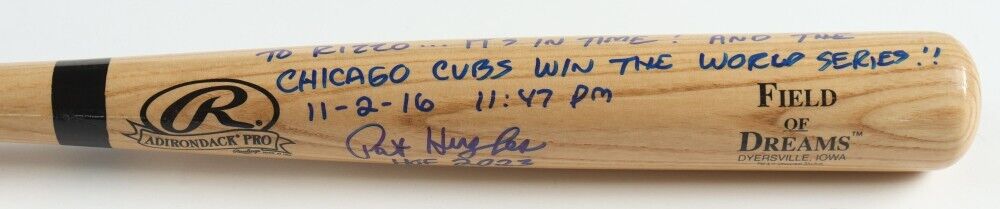 TO RIZZO... IT'S IN TIME! AND THE
CHICAGO CUBS WIN THE WORLD SERIES!!
11-2-16 11:47 PM
Pat Hughes
HOF 2023
R
ADIRONDACK PRO
Rawlings
FIELD
OF
DREAMS™
DYERSVILLE, IOWA